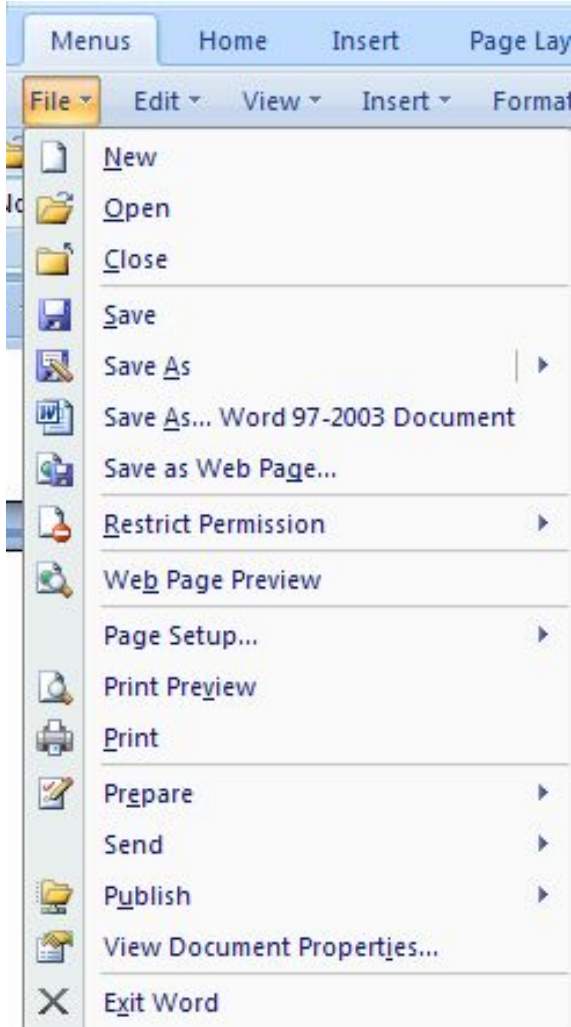 Menus Home Insert Page Lay
File Edit View Insert Format
New
Open
Close
Save
Save As
Save As... Word 97-2003 Document
Save as Web Page...
Restrict Permission
Web Page Preview
Page Setup...
Print Preview
Print
Prepare
Send
Publish
View Document Properties...
Exit Word